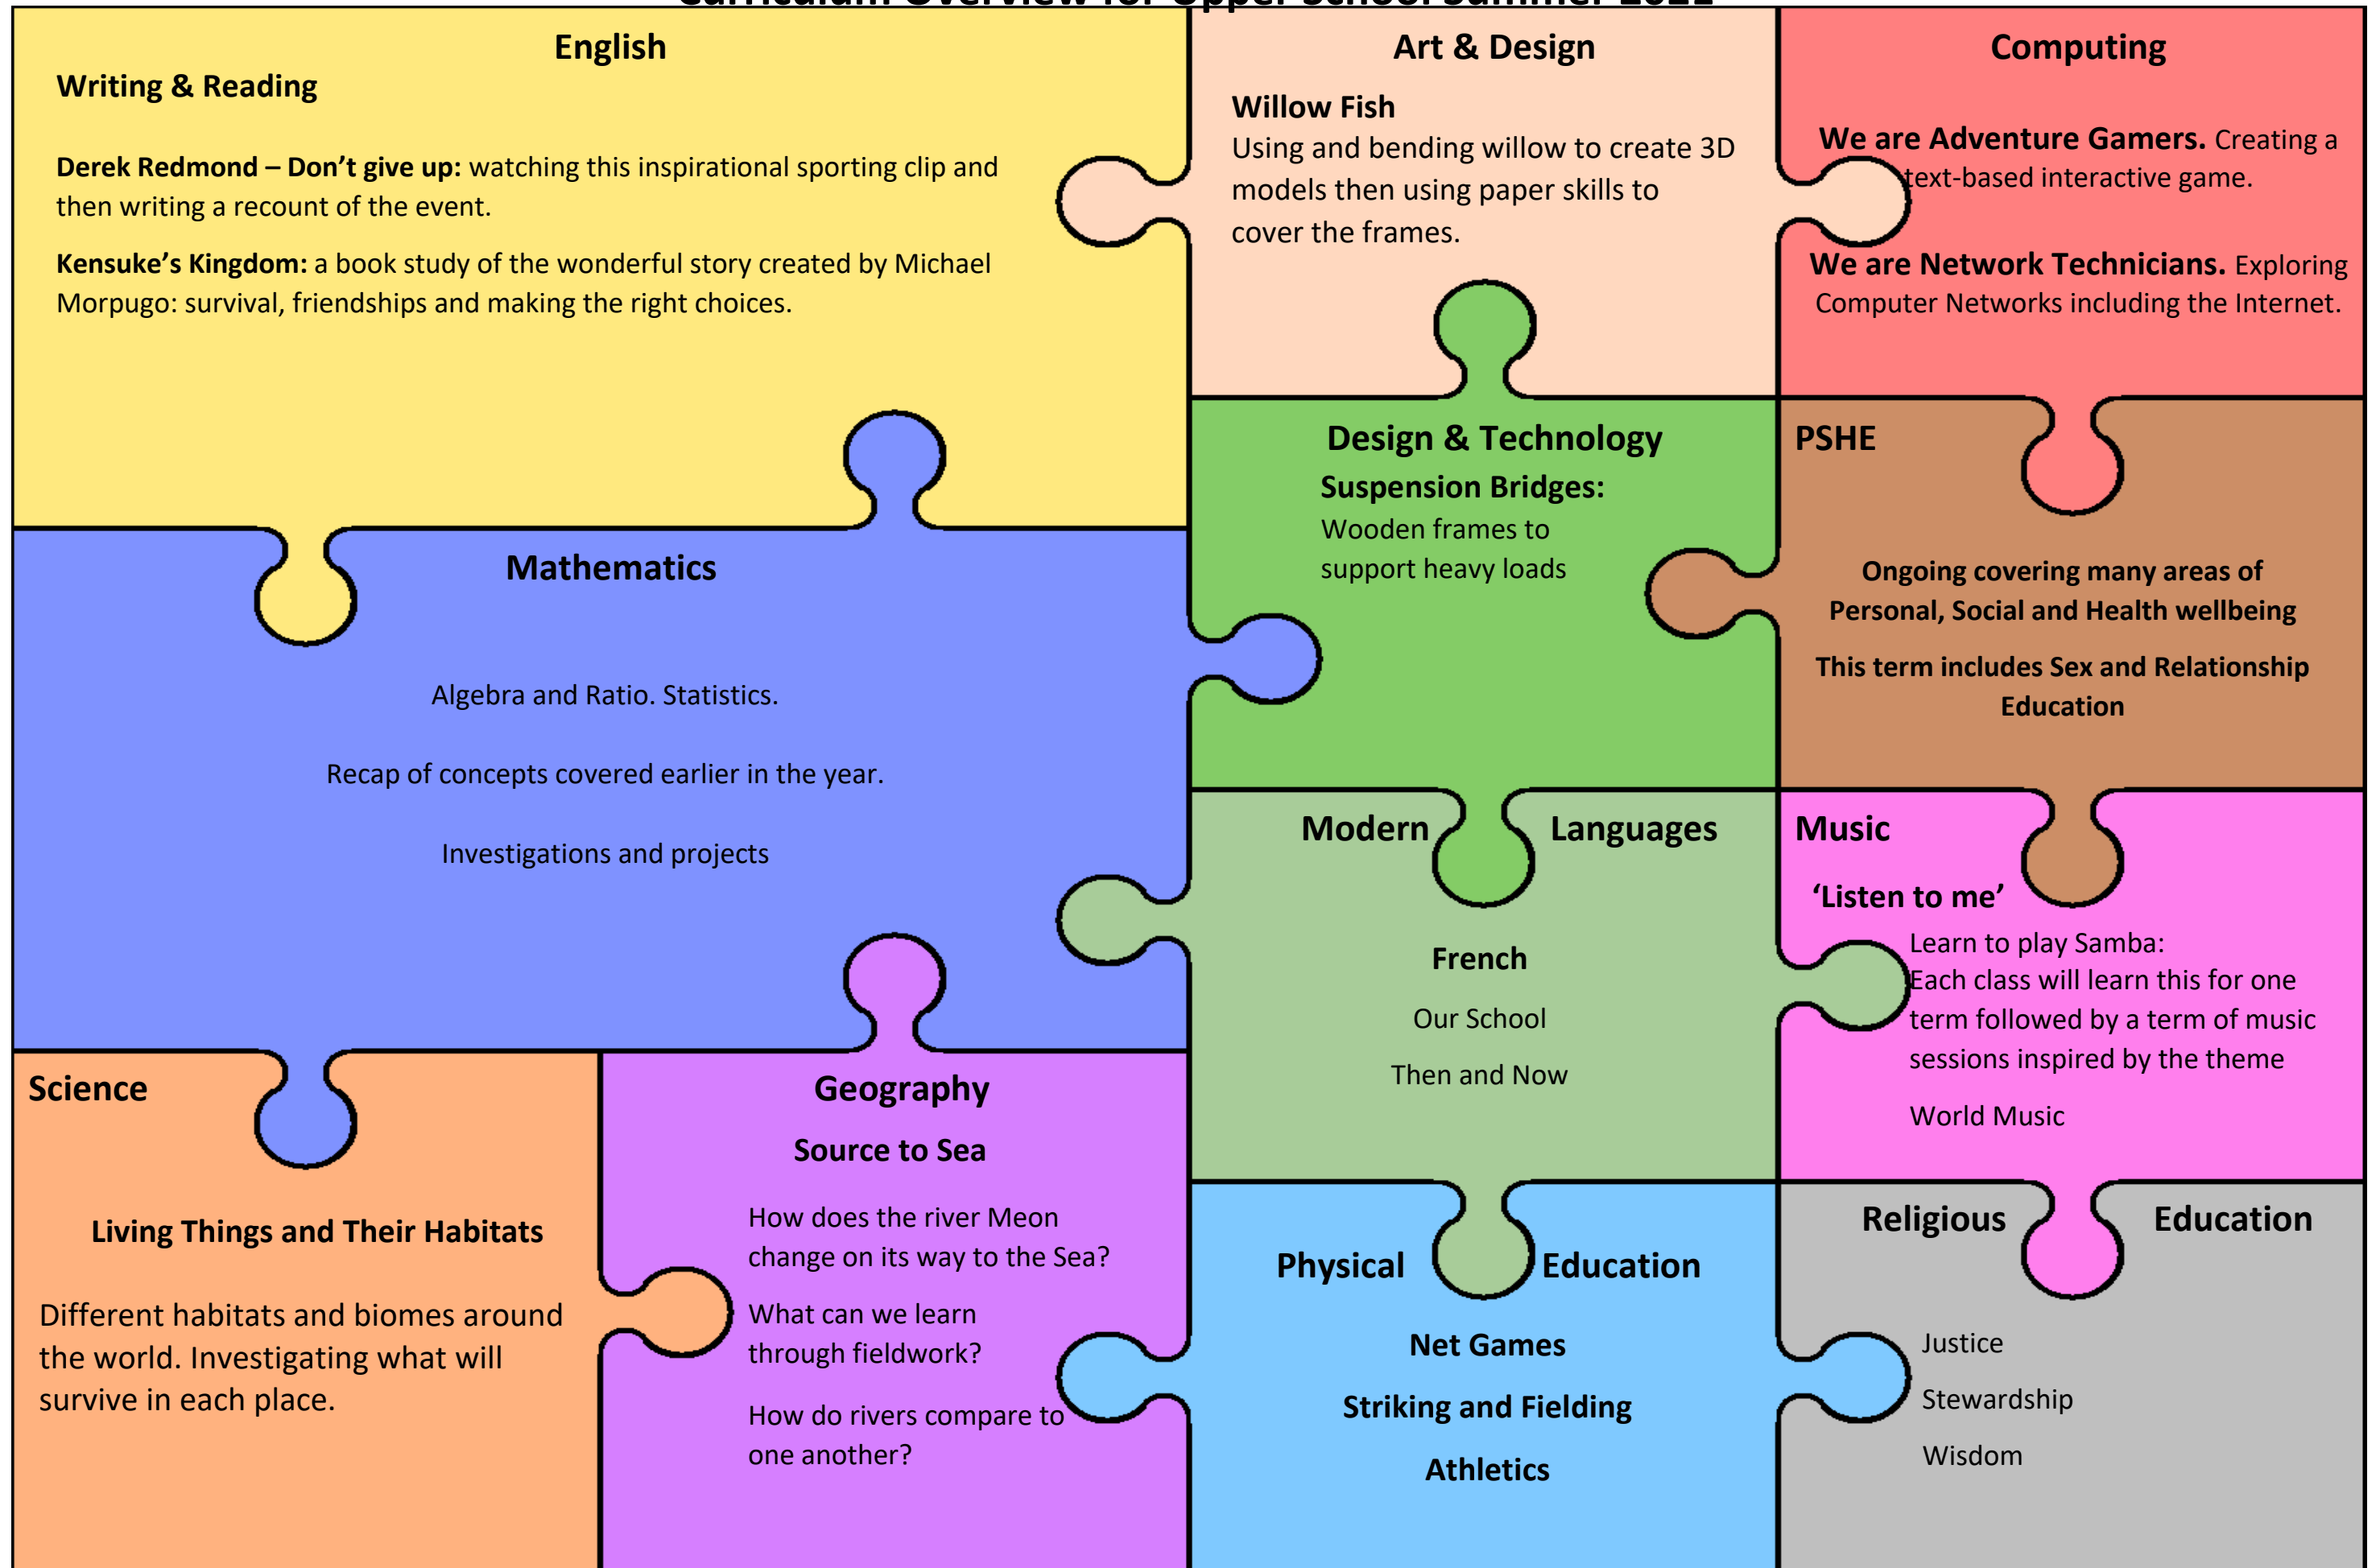 Curriculum Overview for Upper School Summer 2021
English
Writing & Reading
Derek Redmond – Don’t give up: watching this inspirational sporting clip and
then writing a recount of the event.
Kensuke’s Kingdom: a book study of the wonderful story created by Michael
Morpugo: survival, friendships and making the right choices.
Art & Design
Willow Fish
Using and bending willow to create 3D
models then using paper skills to
cover the frames.
Computing
We are Adventure Gamers. Creating a
text-based interactive game.
We are Network Technicians. Exploring
Computer Networks including the Internet.
Mathematics
Algebra and Ratio. Statistics.
Recap of concepts covered earlier in the year.
Investigations and projects
Design & Technology
Suspension Bridges:
Wooden frames to
support heavy loads
PSHE
Ongoing covering many areas of
Personal, Social and Health wellbeing
This term includes Sex and Relationship
Education
Modern Languages
French
Our School
Then and Now
Music
‘Listen to me’
Learn to play Samba:
Each class will learn this for one
term followed by a term of music
sessions inspired by the theme
World Music
Science
Living Things and Their Habitats
Different habitats and biomes around
the world. Investigating what will
survive in each place.
Geography
Source to Sea
How does the river Meon
change on its way to the Sea?
What can we learn
through fieldwork?
How do rivers compare to
one another?
Physical Education
Net Games
Striking and Fielding
Athletics
Religious Education
Justice
Stewardship
Wisdom